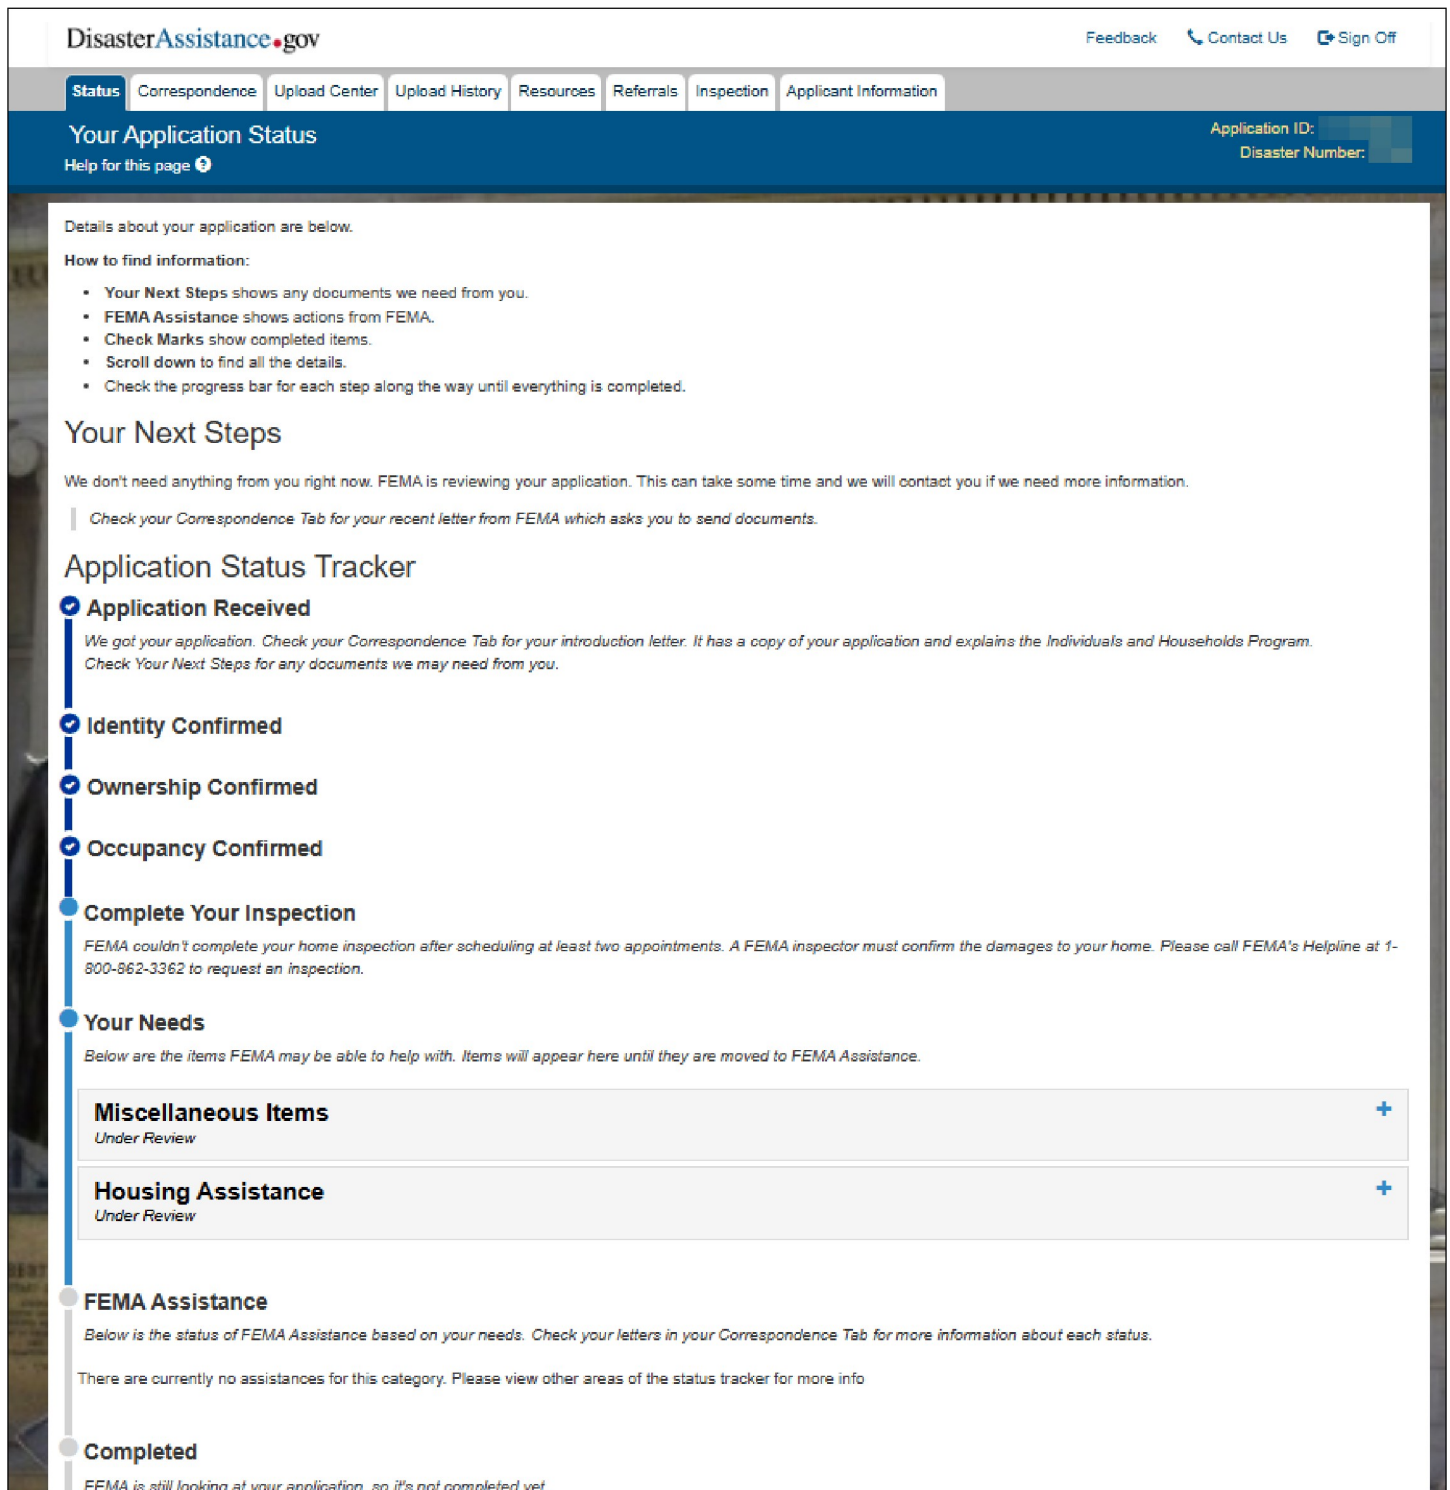 DisasterAssistance.gov
Feedback
Contact Us
Sign Off
Status
Correspondence
Upload Center
Upload History
Resources
Referrals
Inspection
Applicant Information
Your Application Status
Application ID:
Help for this page
Disaster Number:
Details about your application are below.
How to find information:
• Your Next Steps shows any documents we need from you.
• FEMA Assistance shows actions from FEMA.
• Check Marks show completed items.
• Scroll down to find all the details.
• Check the progress bar for each step along the way until everything is completed.
Your Next Steps
We don't need anything from you right now. FEMA is reviewing your application. This can take some time and we will contact you if we need more information.
Check your Correspondence Tab for your recent letter from FEMA which asks you to send documents.
Application Status Tracker
Application Received
We got your application. Check your Correspondence Tab for your introduction letter. It has a copy of your application and explains the Individuals and Households Program.
Check Your Next Steps for any documents we may need from you.
Identity Confirmed
Ownership Confirmed
Occupancy Confirmed
Complete Your Inspection
FEMA couldn't complete your home inspection after scheduling at least two appointments. A FEMA inspector must confirm the damages to your home. Please call FEMA's Helpline at 1-
800-862-3362 to request an inspection.
Your Needs
Below are the items FEMA may be able to help with. Items will appear here until they are moved to FEMA Assistance.
Miscellaneous Items
Under Review
Housing Assistance
Under Review
FEMA Assistance
Below is the status of FEMA Assistance based on your needs. Check your letters in your Correspondence Tab for more information about each status.
There are currently no assistances for this category. Please view other areas of the status tracker for more info
Completed
FEMA is still looking at your application, so it's not completed yet